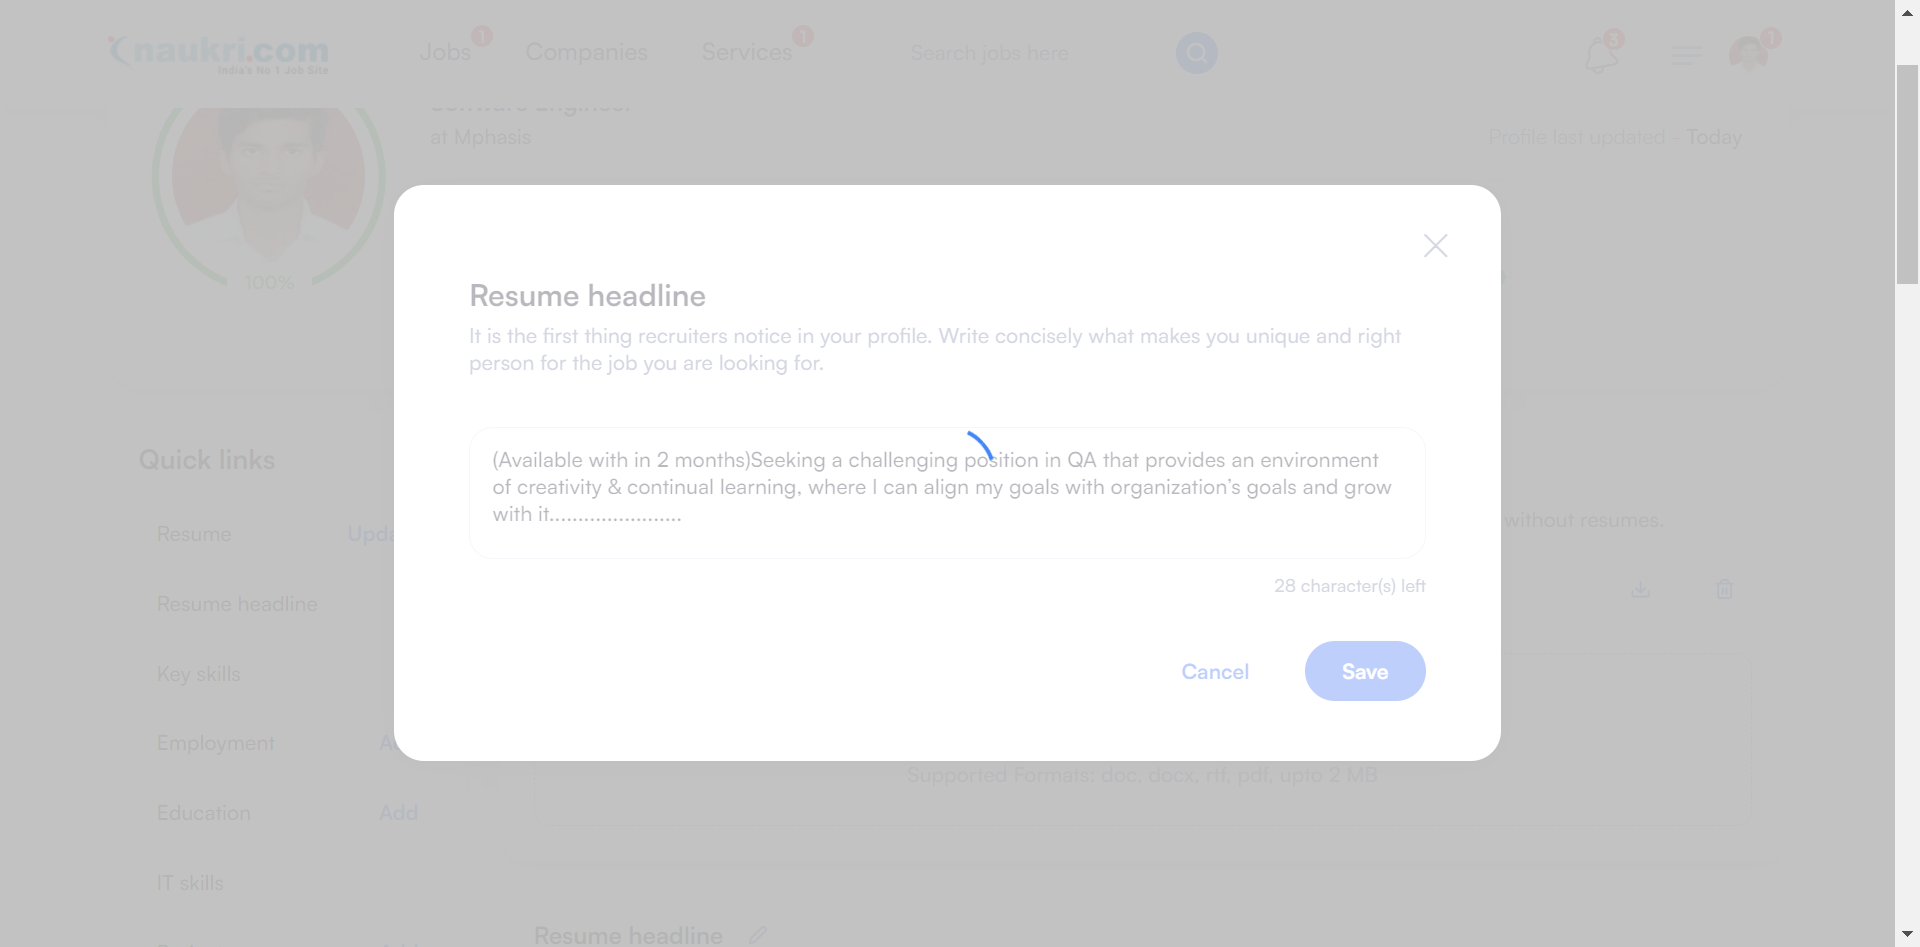 naukri.com
India's No 1 Job Site
Jobs 1
Companies
Services 1
Search jobs here
3
1
Software Engineer
at Mphasis
Profile last updated - Today
100%
Resume headline
It is the first thing recruiters notice in your profile. Write concisely what makes you unique and right
person for the job you are looking for.
(Available with in 2 months)Seeking a challenging position in QA that provides an environment
of creativity & continual learning, where I can align my goals with organization’s goals and grow
with it.......................
28 character(s) left
Cancel
Save
Quick links
Resume
Resume headline
Key skills
Employment
Education Add
IT skills
without resumes.
Supported Formats: doc, docx, rtf, pdf, upto 2 MB
Resume headline